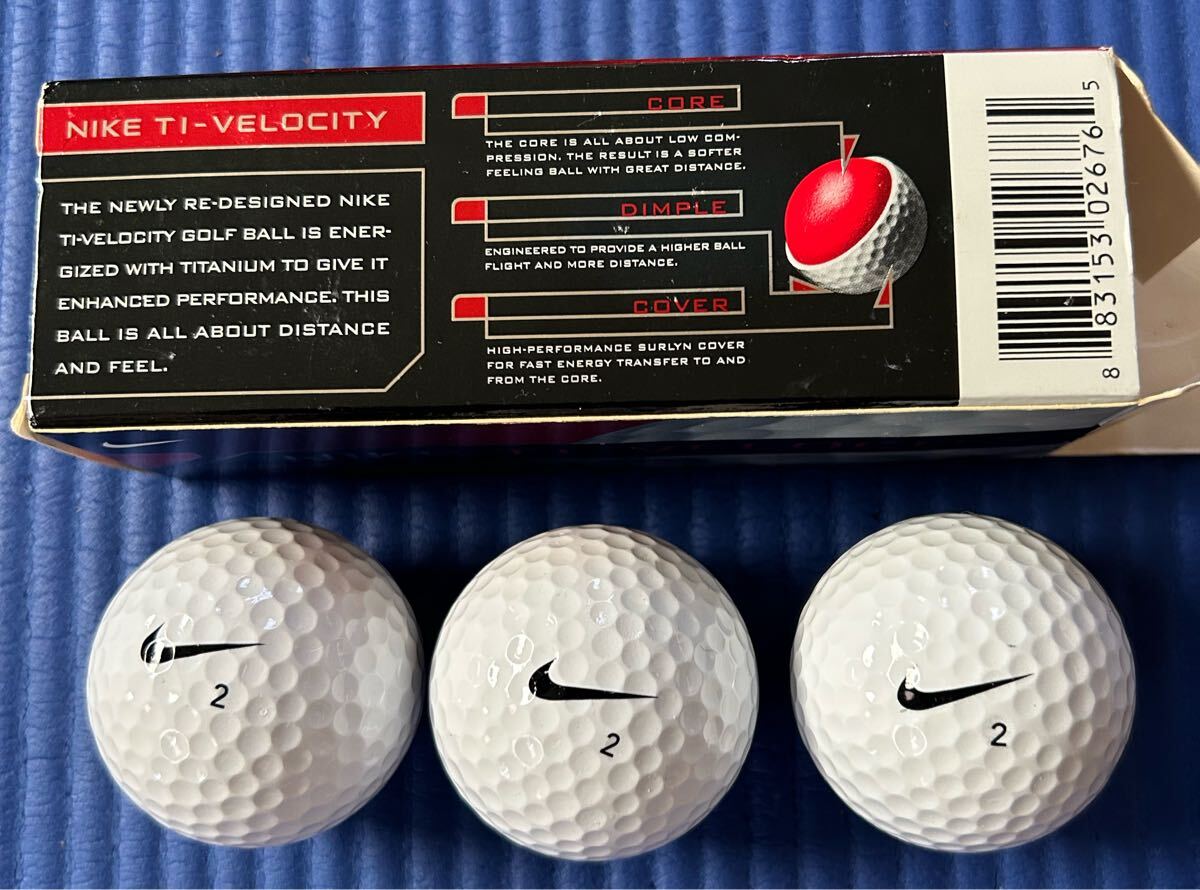 NIKE TI-VELOCITY
THE NEWLY RE-DESIGNED NIKE
TI-VELOCITY GOLF BALL IS ENER-
GIZED WITH TITANIUM TO GIVE IT
ENHANCED PERFORMANCE. THIS
BALL IS ALL ABOUT DISTANCE
AND FEEL.
CORE
THE CORE IS ALL ABOUT LOW COM-
PRESSION. THE RESULT IS A SOFTER
FEELING BALL WITH GREAT DISTANCE.
DIMPLE
ENGINEERED TO PROVIDE A HIGHER BALL
FLIGHT AND MORE DISTANCE.
COVER
HIGH-PERFORMANCE SURLYN COVER
FOR FAST ENERGY TRANSFER TO AND
FROM THE CORE.
8 83153 02676 5
2
2
2